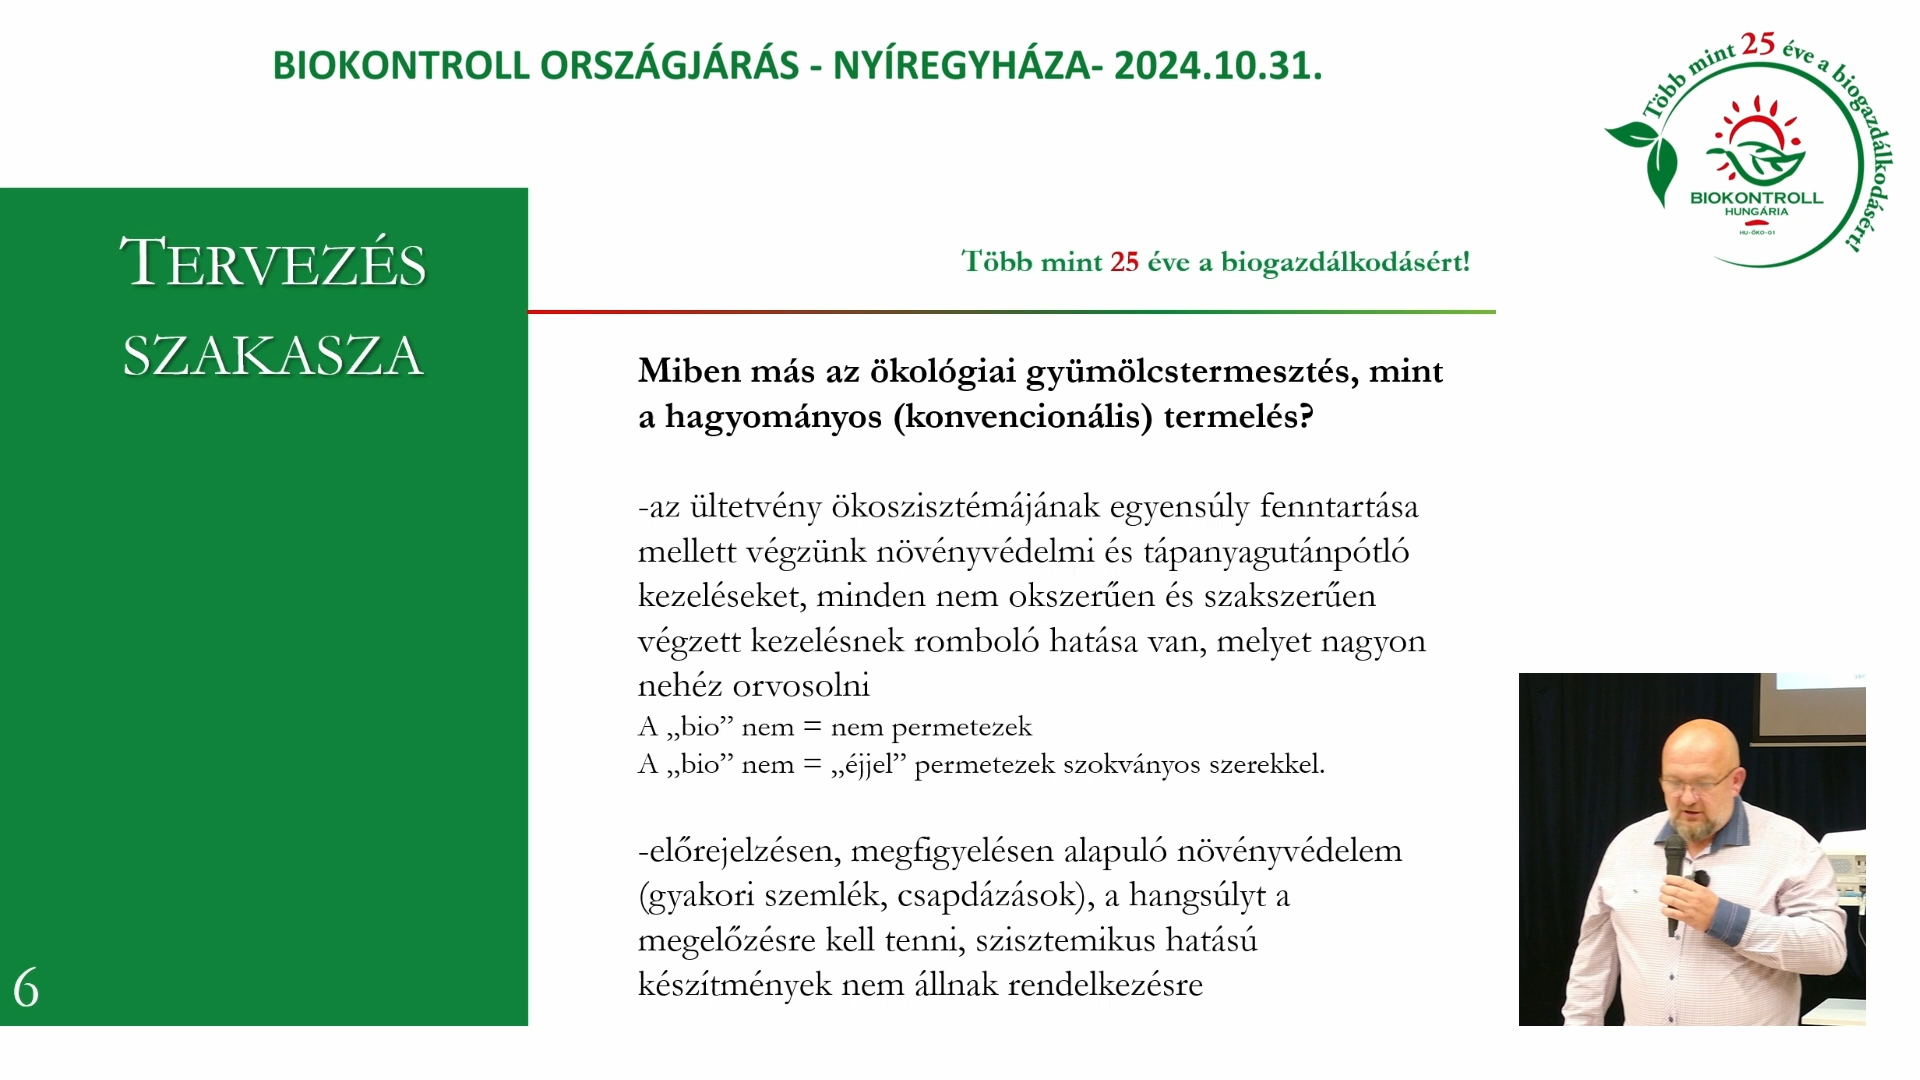 BIOKONTROLL ORSZÁGJÁRÁS - NYÍREGYHÁZA- 2024.10.31.
Több mint 25 éve a biogazdálkodásért!
BIOKONTROLL
HUNGÁRIA
HU-ÖKO-01
TERVEZÉS
SZAKASZA
Több mint 25 éve a biogazdálkodásért!
Miben más az ökológiai gyümölcstermesztés, mint
a hagyományos (konvencionális) termelés?
-az ültetvény ökoszisztémájának egyensúly fenntartása
mellett végzünk növényvédelmi és tápanyagutánpótló
kezeléseket, minden nem okszerűen és szakszerűen
végzett kezelésnek romboló hatása van, melyet nagyon
nehéz orvosolni
A „bio” nem = nem permetezek
A „bio” nem = „éjjel” permetezek szokványos szerekkel.
-előrejelzésen, megfigyelésen alapuló növényvédelem
(gyakori szemlék, csapdázások), a hangsúlyt a
megelőzésre kell tenni, szisztemikus hatású
készítmények nem állnak rendelkezésre
6